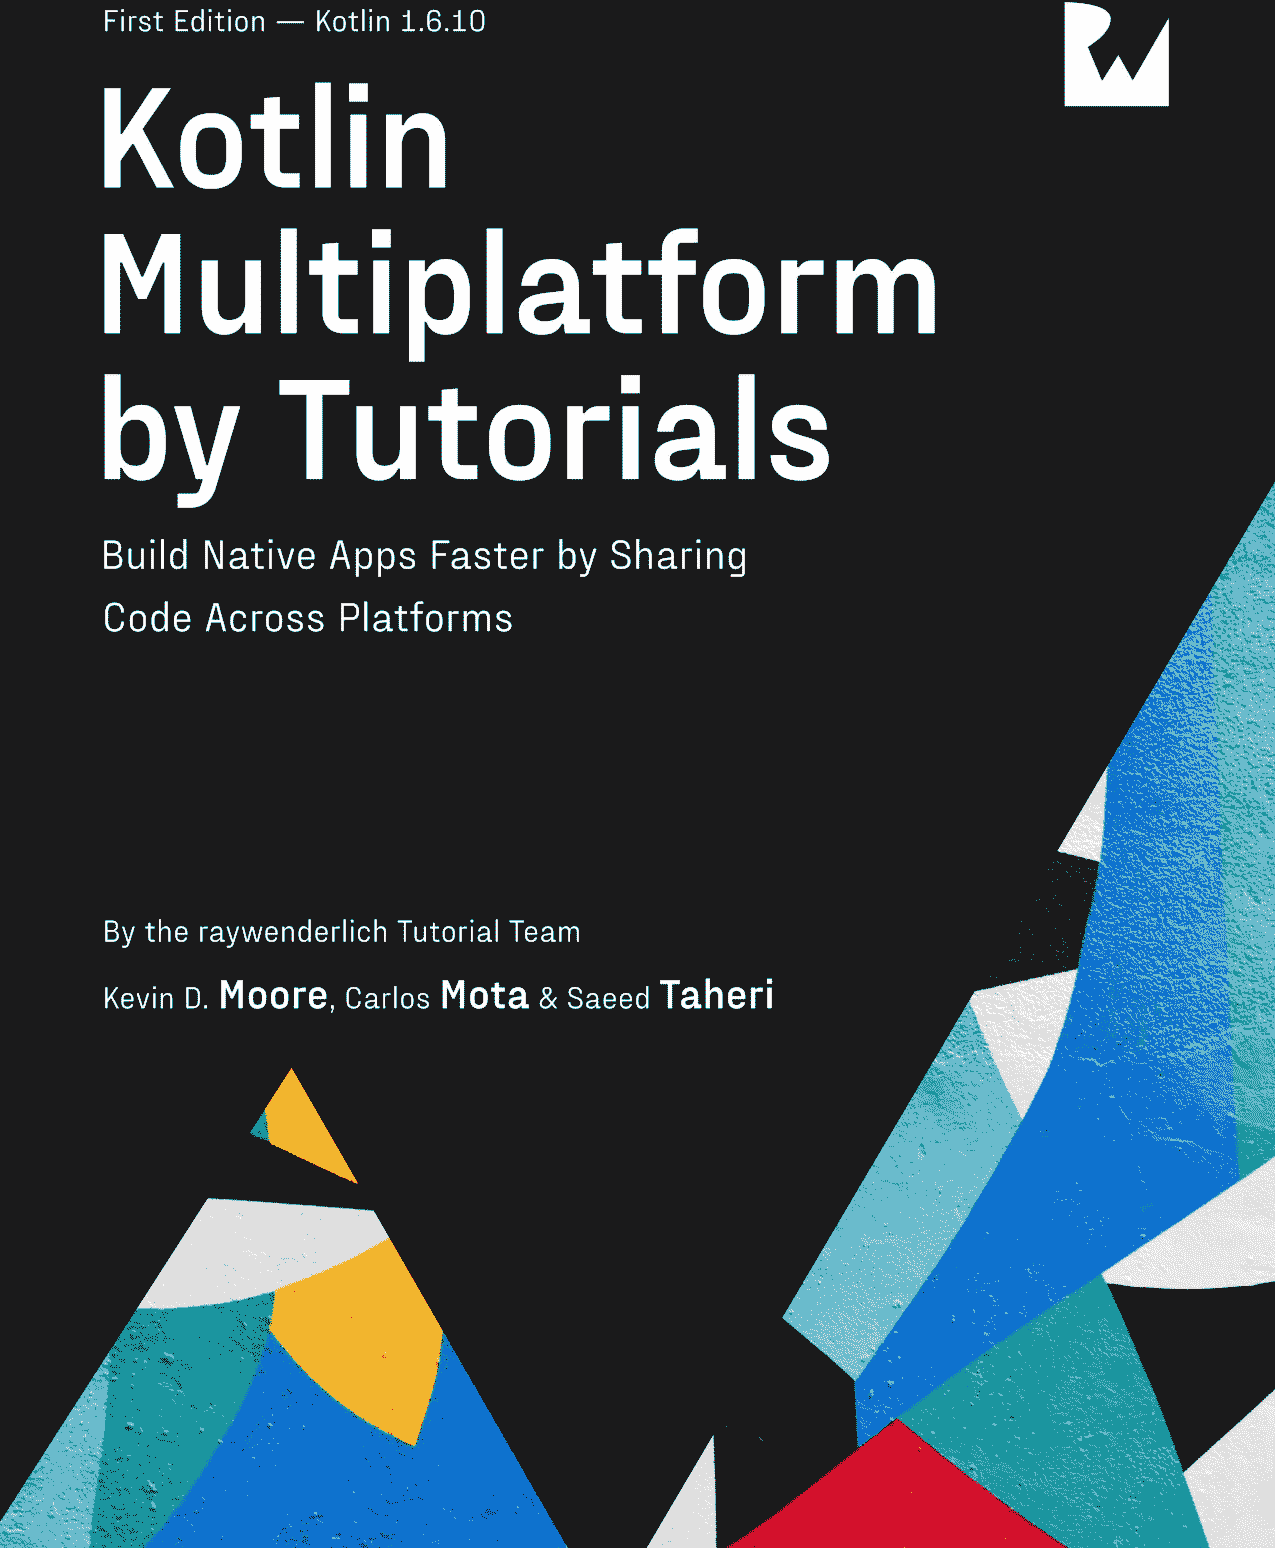 First Edition — Kotlin 1.6.10
Kotlin
Multiplatform
by Tutorials
Build Native Apps Faster by Sharing
Code Across Platforms
By the raywenderlich Tutorial Team
Kevin D. Moore, Carlos Mota & Saeed Taheri